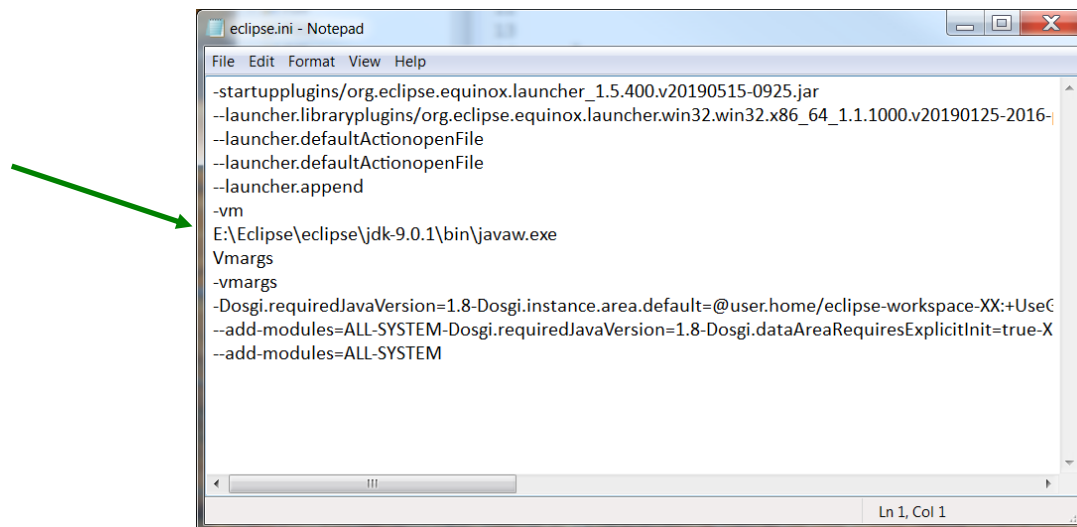 eclipse.ini - Notepad
File Edit Format View Help
-startupplugins/org.eclipse.equinox.launcher_1.5.400.v20190515-0925.jar
--launcher.libraryplugins/org.eclipse.equinox.launcher.win32.win32.x86_64_1.1.1000.v20190125-2016-
--launcher.defaultActionopenFile
--launcher.defaultActionopenFile
--launcher.append
-vm
E:\Eclipse\eclipse\jdk-9.0.1\bin\javaw.exe
Vmargs
-vmargs
-Dosgi.requiredJavaVersion=1.8-Dosgi.instance.area.default=@user.home/eclipse-workspace-XX:+Use
--add-modules=ALL-SYSTEM-Dosgi.requiredJavaVersion=1.8-Dosgi.dataAreaRequiresExplicitInit=true-X
--add-modules=ALL-SYSTEM
Ln 1, Col 1